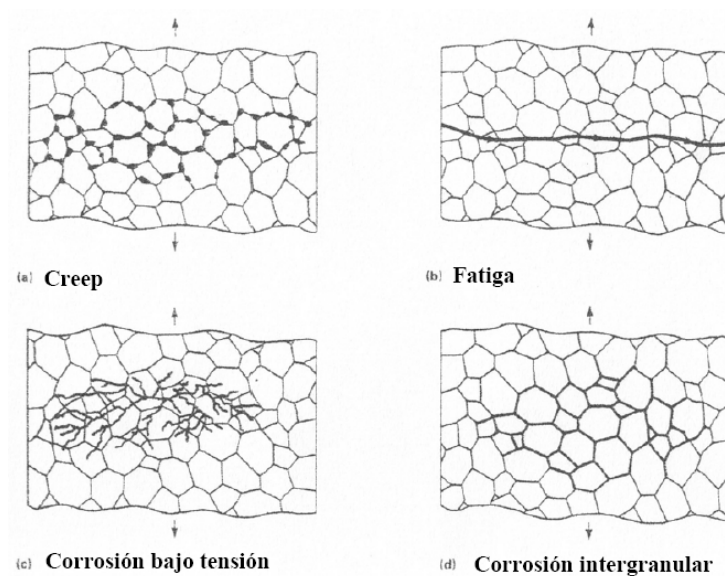 (a) Creep
(b) Fatiga
(c) Corrosión bajo tensión
(d) Corrosión intergranular